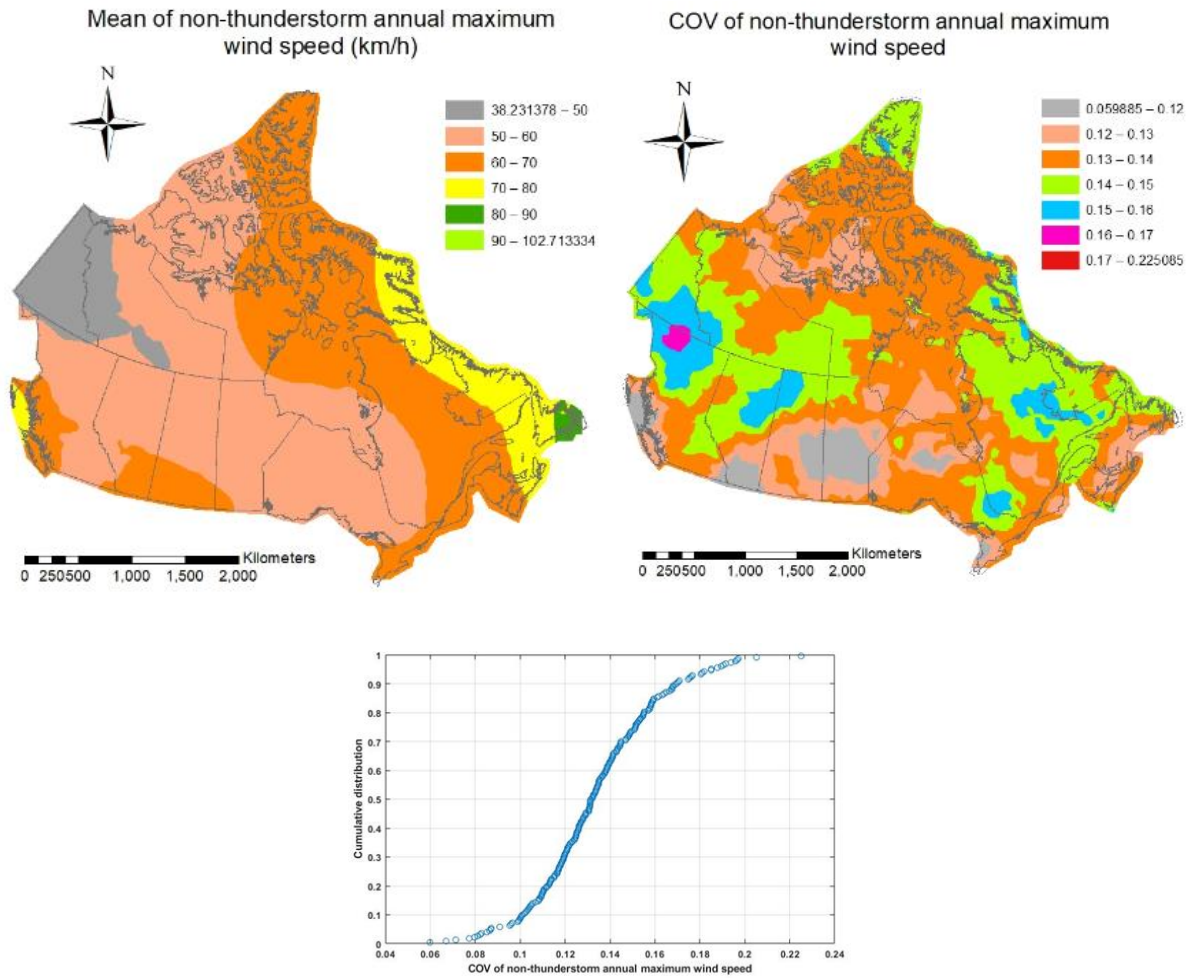 Mean of non-thunderstorm annual maximum
wind speed (km/h)
N
38.231378 – 50
50 – 60
60 – 70
70 – 80
80 – 90
90 – 102.713334
Kilometers
0 250500 1,000 1,500 2,000
COV of non-thunderstorm annual maximum
wind speed
N
0.059885 – 0.12
0.12 – 0.13
0.13 – 0.14
0.14 – 0.15
0.15 – 0.16
0.16 – 0.17
0.17 – 0.225085
Kilometers
0 250500 1,000 1,500 2,000
1
0.9
0.8
0.7
0.6
0.5
0.4
0.3
0.2
0.1
0
Cumulative distribution
0.04 0.06 0.08 0.1 0.12 0.14 0.16 0.18 0.2 0.22 0.24
COV of non-thunderstorm annual maximum wind speed